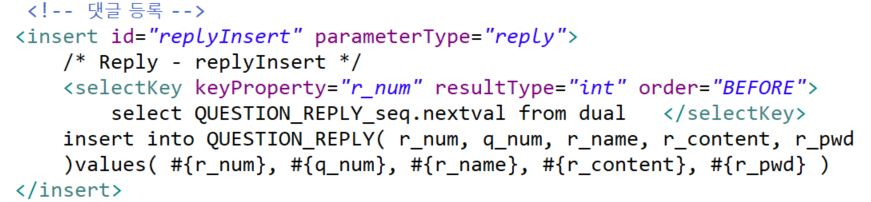 <!-- 댓글 등록 -->
<insert id="replyInsert" parameterType="reply">
/* Reply - replyInsert */
<selectKey keyProperty="r_num" resultType="int" order="BEFORE">
select QUESTION_REPLY_seq.nextval from dual </selectKey>
insert into QUESTION_REPLY( r_num, q_num, r_name, r_content, r_pwd
)values( #{r_num}, #{q_num}, #{r_name}, #{r_content}, #{r_pwd} )
</insert>